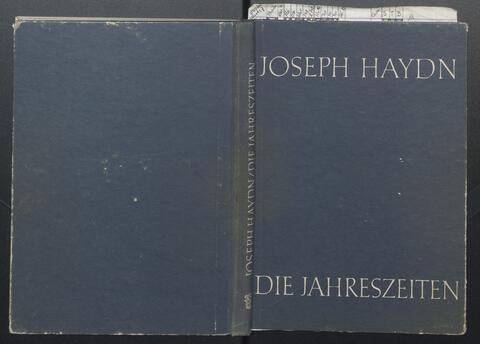 JOSEPH HAYDN
DIE JAHRESZEITEN
JOSEPH HAYDN/DIE JAHRESZEITEN